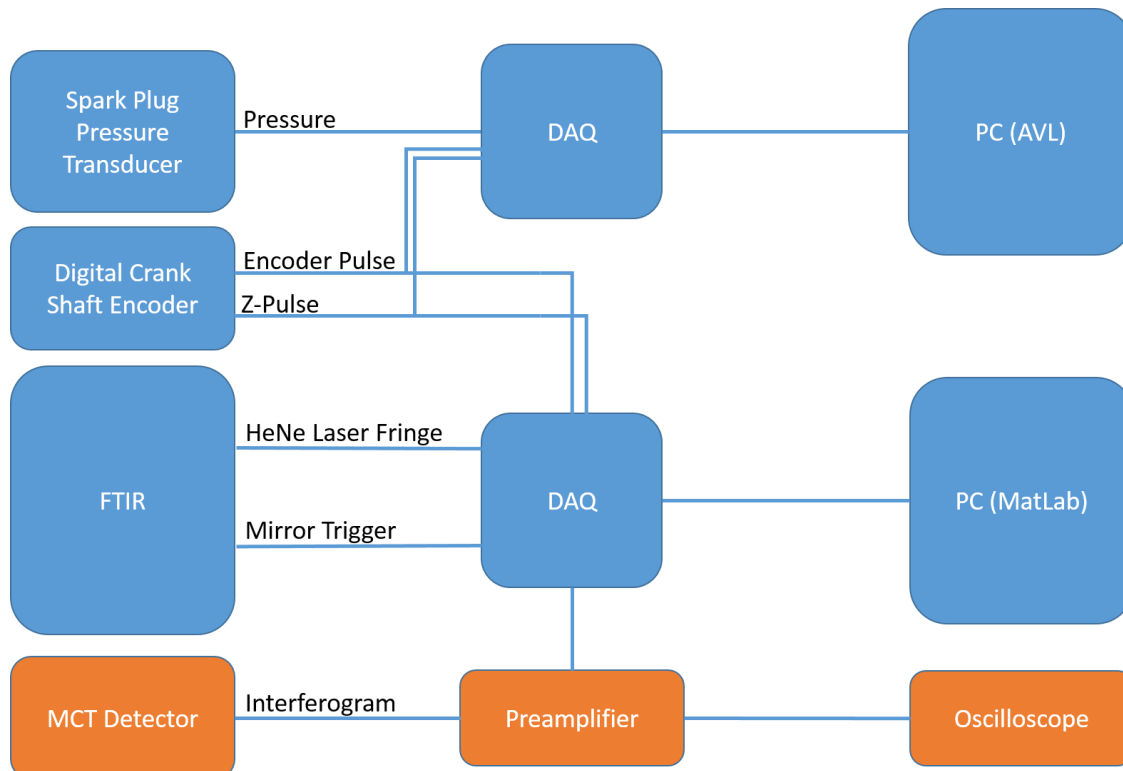 Spark Plug
Pressure
Transducer
Pressure
DAQ
PC (AVL)
Digital Crank
Shaft Encoder
Encoder Pulse
Z-Pulse
FTIR
HeNe Laser Fringe
Mirror Trigger
DAQ
PC (MatLab)
MCT Detector
Interferogram
Preamplifier
Oscilloscope